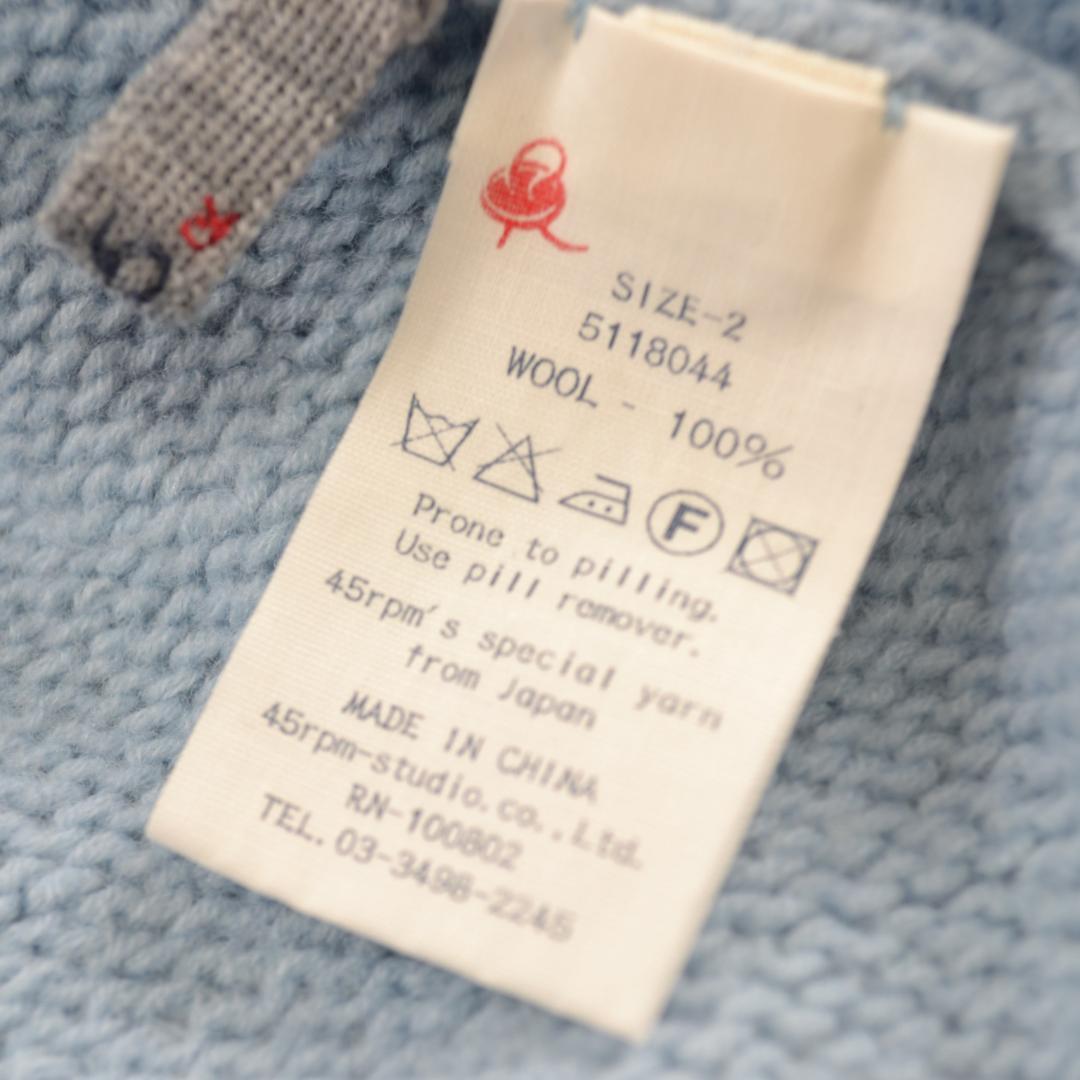 SIZE-2
5118044
WOOL - 100%
F
Prone to pilling.
Use pill remover.
45rpm's special yarn
from Japan
MADE IN CHINA
45rpm-studio.co.,Ltd.
RN-100802
TEL. 03-3498-2245